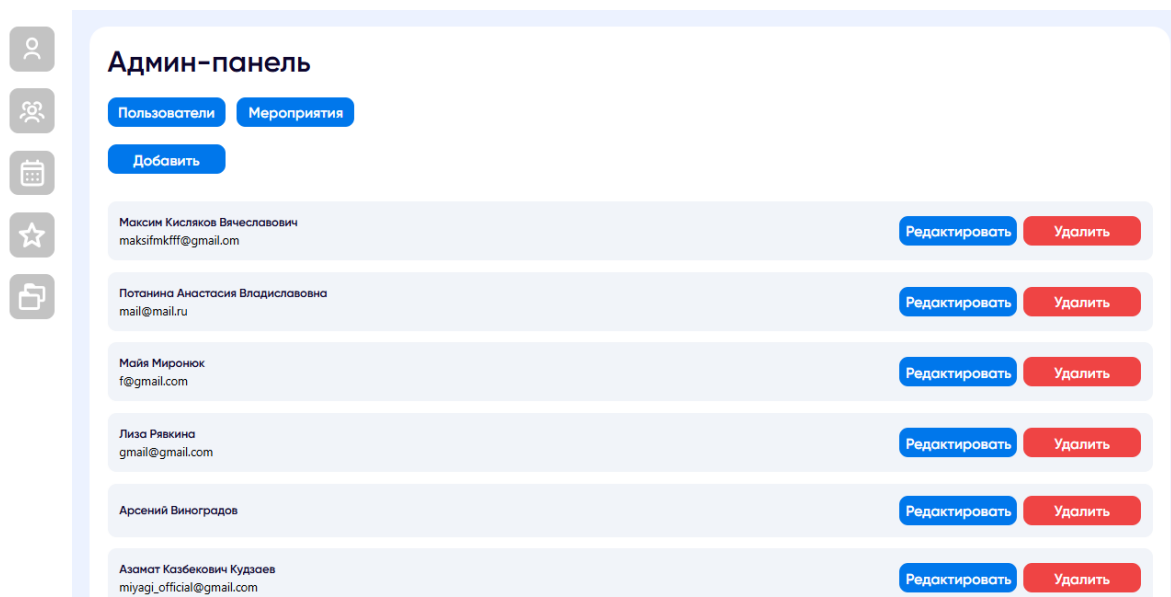 Админ-панель
Пользователи Мероприятия
Добавить
Максим Кисляков Вячеславович
maksifmkfff@gmail.om
Редактировать Удалить
Потанина Анастасия Владиславовна
mail@mail.ru
Редактировать Удалить
Майя Миронюк
f@gmail.com
Редактировать Удалить
Лиза Рявкина
gmail@gmail.com
Редактировать Удалить
Арсений Виноградов
Редактировать Удалить
Азамат Казбекович Кудзаев
miyagi_official@gmail.com
Редактировать Удалить